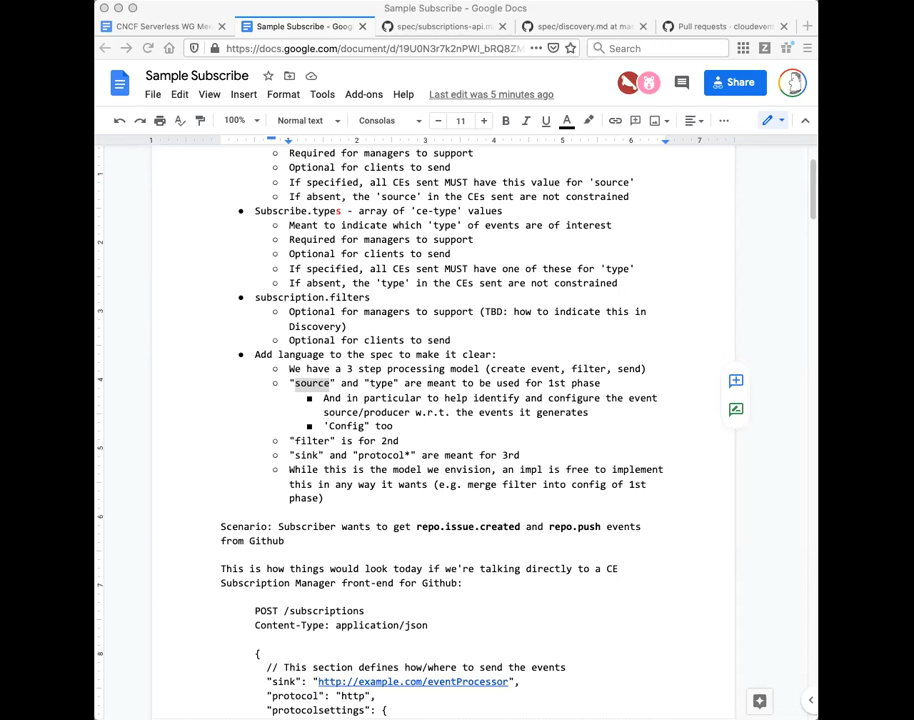 Sample Subscribe - Google Docs
CNCF Serverless WG Me
Sample Subscribe - Goog
spec/subscriptions-api.m
spec/discovery.md at ma
Pull requests · cloudeven
https://docs.google.com/document/d/19U0N3r7k2nPWl_bRQ8ZM
Search
Sample Subscribe
File Edit View Insert Format Tools Add-ons Help Last edit was 5 minutes ago
Share
100% Normal text Consolas 11 B I U A
1 1 2 3 4 5 6 7
Required for managers to support
Optional for clients to send
If specified, all CEs sent MUST have this value for 'source'
If absent, the 'source' in the CEs sent are not constrained
Subscribe.types - array of 'ce-type' values
Meant to indicate which 'type' of events are of interest
Required for managers to support
Optional for clients to send
If specified, all CEs sent MUST have one of these for 'type'
If absent, the 'type' in the CEs sent are not constrained
subscription.filters
Optional for managers to support (TBD: how to indicate this in
Discovery)
Optional for clients to send
Add language to the spec to make it clear:
We have a 3 step processing model (create event, filter, send)
"source" and "type" are meant to be used for 1st phase
And in particular to help identify and configure the event
source/producer w.r.t. the events it generates
'Config" too
"filter" is for 2nd
"sink" and "protocol*" are meant for 3rd
While this is the model we envision, an impl is free to implement
this in any way it wants (e.g. merge filter into config of 1st
phase)
Scenario: Subscriber wants to get repo.issue.created and repo.push events
from Github
This is how things would look today if we're talking directly to a CE
Subscription Manager front-end for Github:
POST /subscriptions
Content-Type: application/json
{
// This section defines how/where to send the events
"sink": "http://example.com/eventProcessor",
"protocol": "http",
"protocolsettings": {